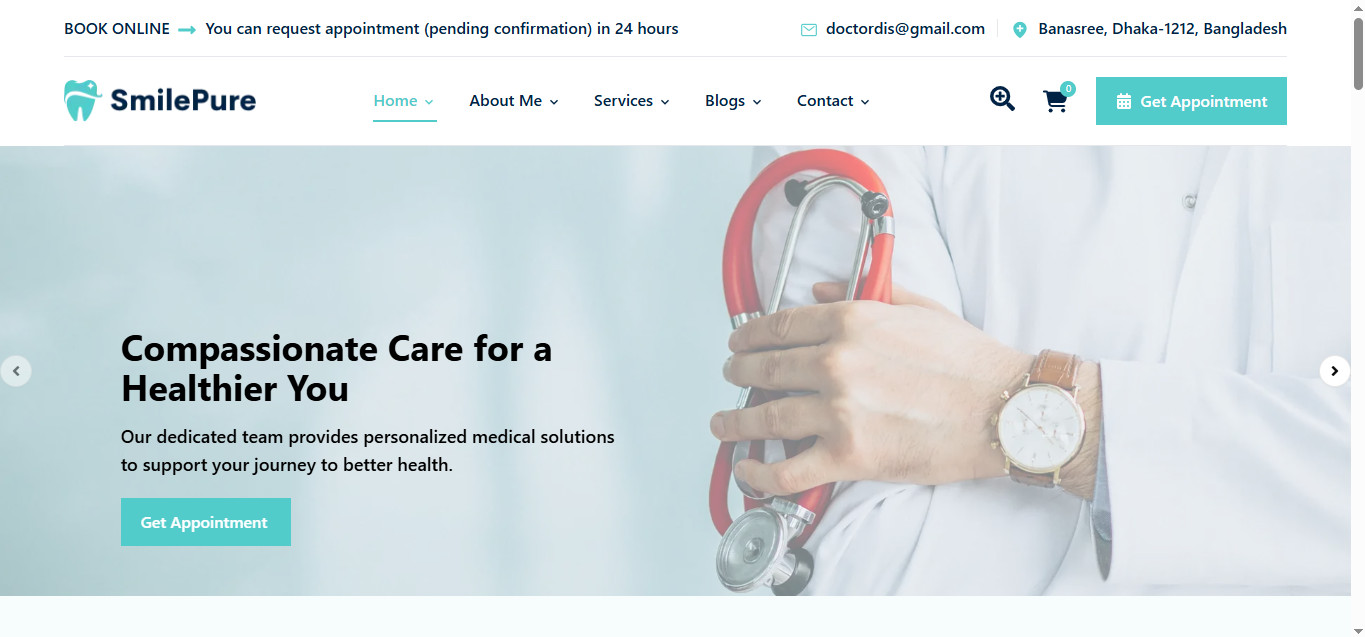 BOOK ONLINE You can request appointment (pending confirmation) in 24 hours
doctordis@gmail.com
Banasree, Dhaka-1212, Bangladesh
SmilePure
Home
About Me
Services
Blogs
Contact
0
Get Appointment
Compassionate Care for a
Healthier You
Our dedicated team provides personalized medical solutions
to support your journey to better health.
Get Appointment